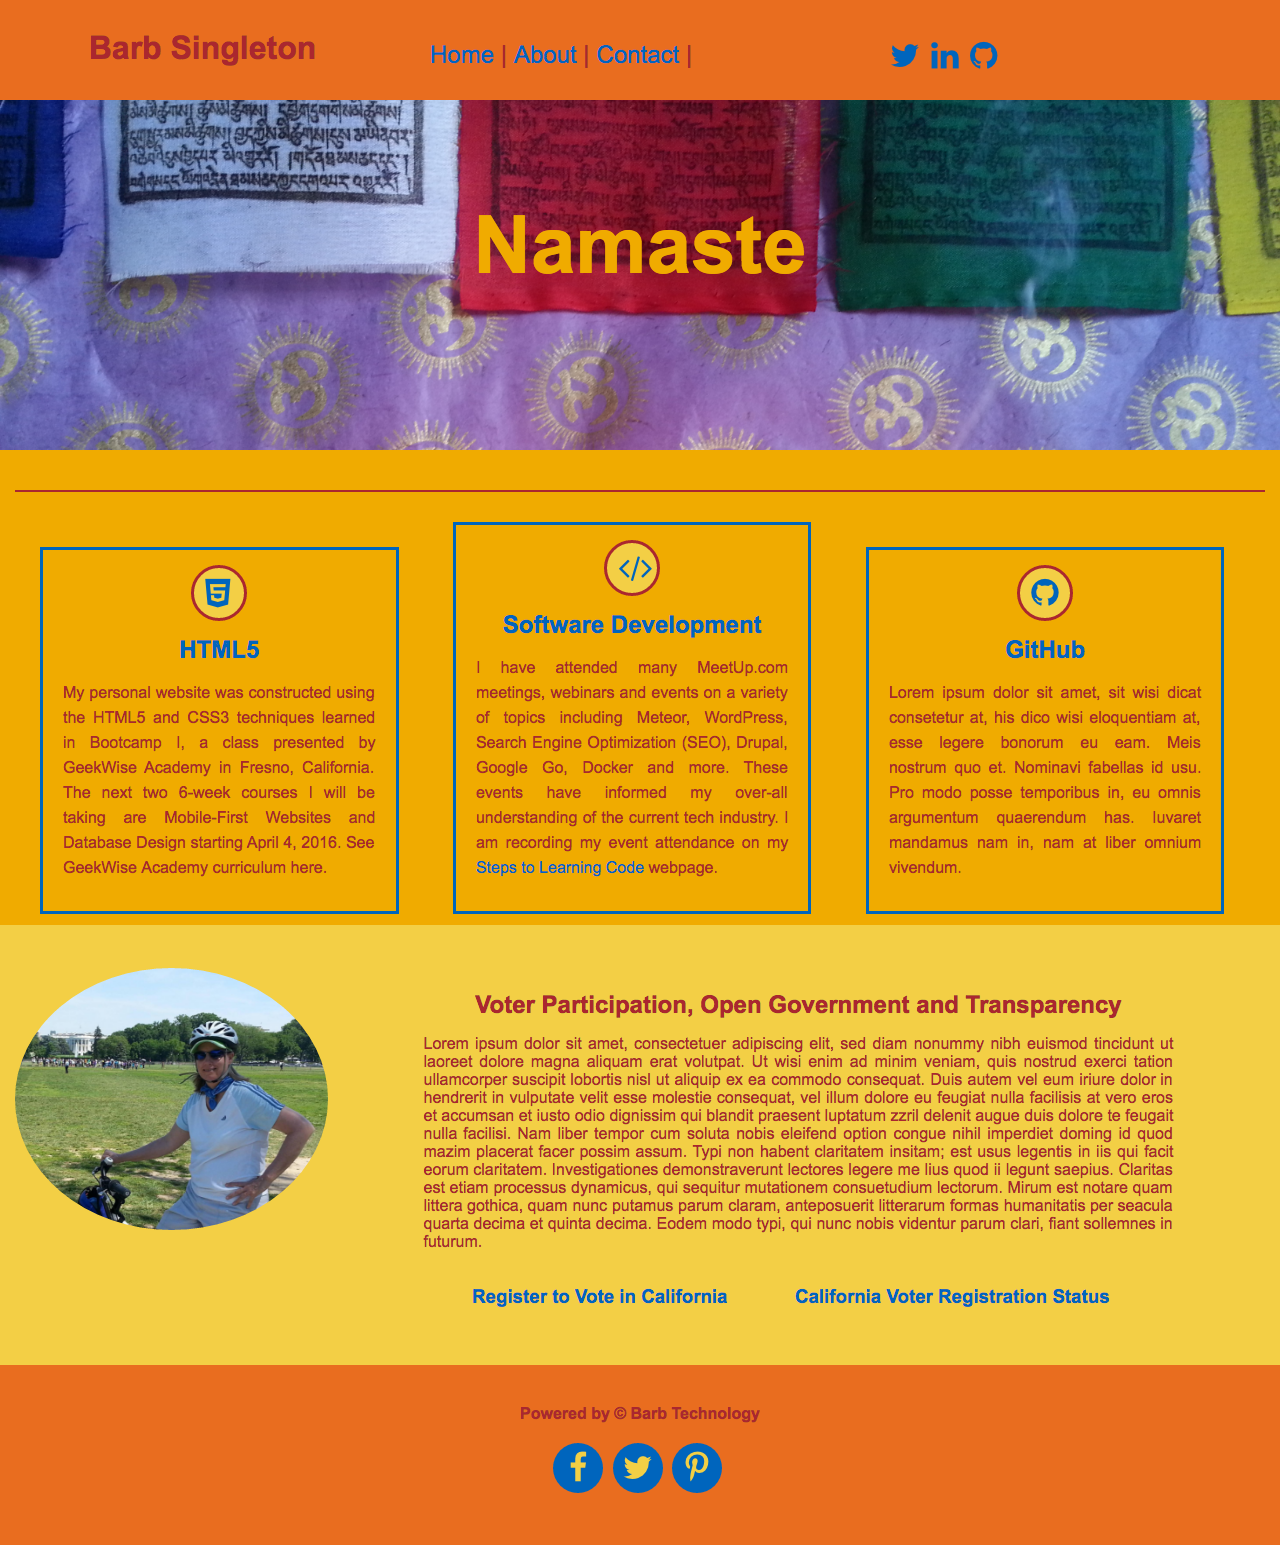 Barb Singleton
Home | About | Contact |
Namaste
HTML5
My personal website was constructed using
the HTML5 and CSS3 techniques learned
in Bootcamp I, a class presented by
GeekWise Academy in Fresno, California.
The next two 6-week courses I will be
taking are Mobile-First Websites and
Database Design starting April 4, 2016. See
GeekWise Academy curriculum here.
Software Development
I have attended many MeetUp.com
meetings, webinars and events on a variety
of topics including Meteor, WordPress,
Search Engine Optimization (SEO), Drupal,
Google Go, Docker and more. These
events have informed my over-all
understanding of the current tech industry. I
am recording my event attendance on my
Steps to Learning Code webpage.
GitHub
Lorem ipsum dolor sit amet, sit wisi dicat
consetetur at, his dico wisi eloquentiam at,
esse legere bonorum eu eam. Meis
nostrum quo et. Nominavi fabellas id usu.
Pro modo posse temporibus in, eu omnis
argumentum quaerendum has. Iuvaret
mandamus nam in, nam at liber omnium
vivendum.
Voter Participation, Open Government and Transparency
Lorem ipsum dolor sit amet, consectetuer adipiscing elit, sed diam nonummy nibh euismod tincidunt ut
laoreet dolore magna aliquam erat volutpat. Ut wisi enim ad minim veniam, quis nostrud exerci tation
ullamcorper suscipit lobortis nisl ut aliquip ex ea commodo consequat. Duis autem vel eum iriure dolor in
hendrerit in vulputate velit esse molestie consequat, vel illum dolore eu feugiat nulla facilisis at vero eros
et accumsan et iusto odio dignissim qui blandit praesent luptatum zzril delenit augue duis dolore te feugait
nulla facilisi. Nam liber tempor cum soluta nobis eleifend option congue nihil imperdiet doming id quod
mazim placerat facer possim assum. Typi non habent claritatem insitam; est usus legentis in iis qui facit
eorum claritatem. Investigationes demonstraverunt lectores legere me lius quod ii legunt saepius. Claritas
est etiam processus dynamicus, qui sequitur mutationem consuetudium lectorum. Mirum est notare quam
littera gothica, quam nunc putamus parum claram, anteposuerit litterarum formas humanitatis per seacula
quarta decima et quinta decima. Eodem modo typi, qui nunc nobis videntur parum clari, fiant sollemnes in
futurum.
Register to Vote in California
California Voter Registration Status
Powered by © Barb Technology